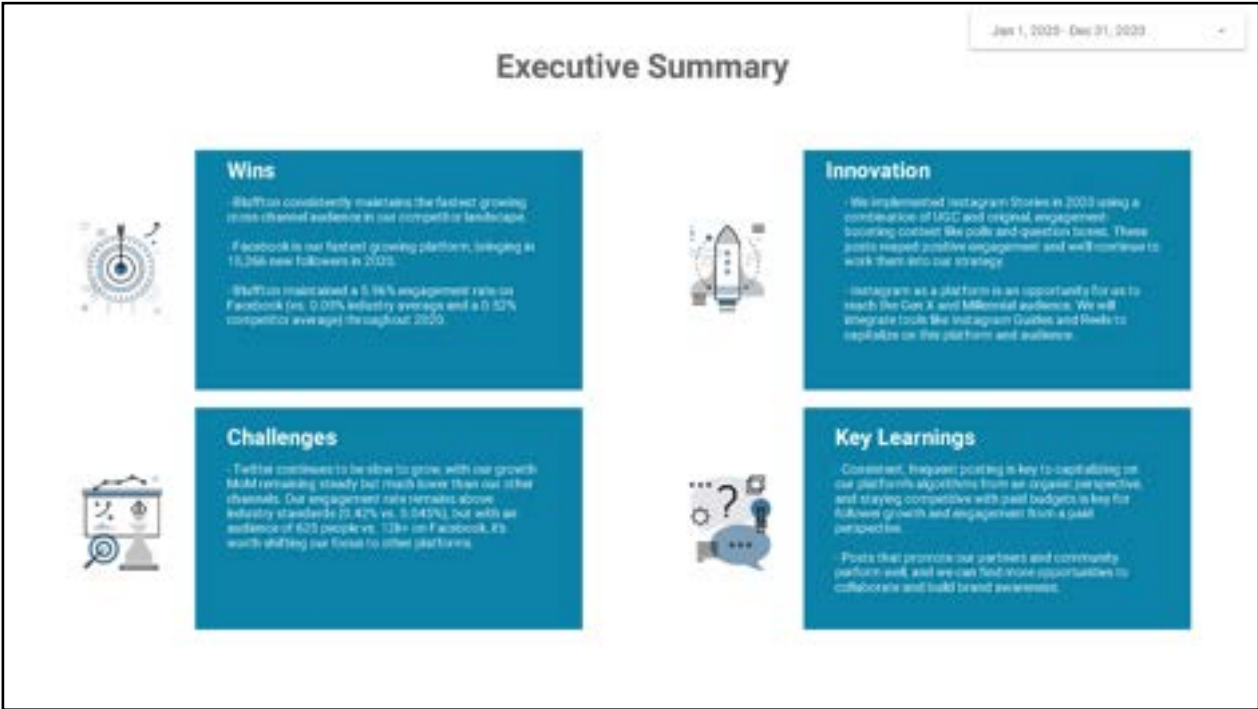 Jan 1, 2020 - Dec 31, 2020
Executive Summary
Wins
- Bluffton consistently maintains the fastest growing
cross-channel audience in our competitor landscape.
- Facebook is our fastest growing platform, bringing in
new followers in 2020.
- Bluffton maintained a 5.96% engagement rate on
Facebook (vs. industry average and a 0.52%
competitor average) throughout 2020.
Innovation
- We implemented Instagram Stories in 2020 using a
combination of UGC and original, engagement-
boosting content like polls and question boxes. These
posts reaped positive engagement and we'll continue to
work them into our strategy.
- Instagram as a platform is an opportunity for us to
reach the Gen X and Millennial audience. We will
integrate tools like Instagram Guides and Reels to
capitalize on this platform and audience.
Challenges
- Twitter continues to be slow to grow, with our growth
MoM remaining steady but much lower than our other
channels. Our engagement rate remains above
industry standards (0.42% vs. 0.045%), but with an
audience of 625 people vs. on Facebook, it's
worth shifting our focus to other platforms.
Key Learnings
- Consistent, frequent posting is key to capitalizing on
our platform's algorithms from an organic perspective,
and staying competitive with paid budgets is key for
follower growth and engagement from a paid
perspective.
- Posts that promote our partners and community
perform well, and we can find more opportunities to
collaborate and build brand awareness.